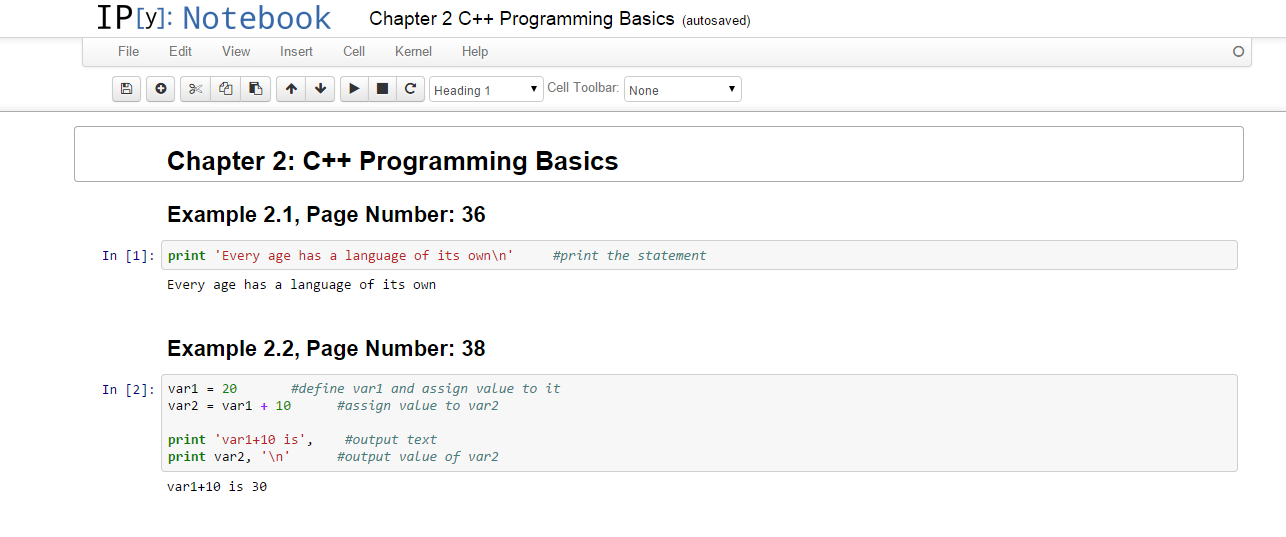 IP[y]: Notebook Chapter 2 C++ Programming Basics (autosaved)
File Edit View Insert Cell Kernel Help
Heading 1 Cell Toolbar: None
Chapter 2: C++ Programming Basics
Example 2.1, Page Number: 36
In [1]: print 'Every age has a language of its own\n' #print the statement
Every age has a language of its own
Example 2.2, Page Number: 38
In [2]: var1 = 20 #define var1 and assign value to it
var2 = var1 + 10 #assign value to var2
print 'var1+10 is', #output text
print var2, '\n' #output value of var2
var1+10 is 30